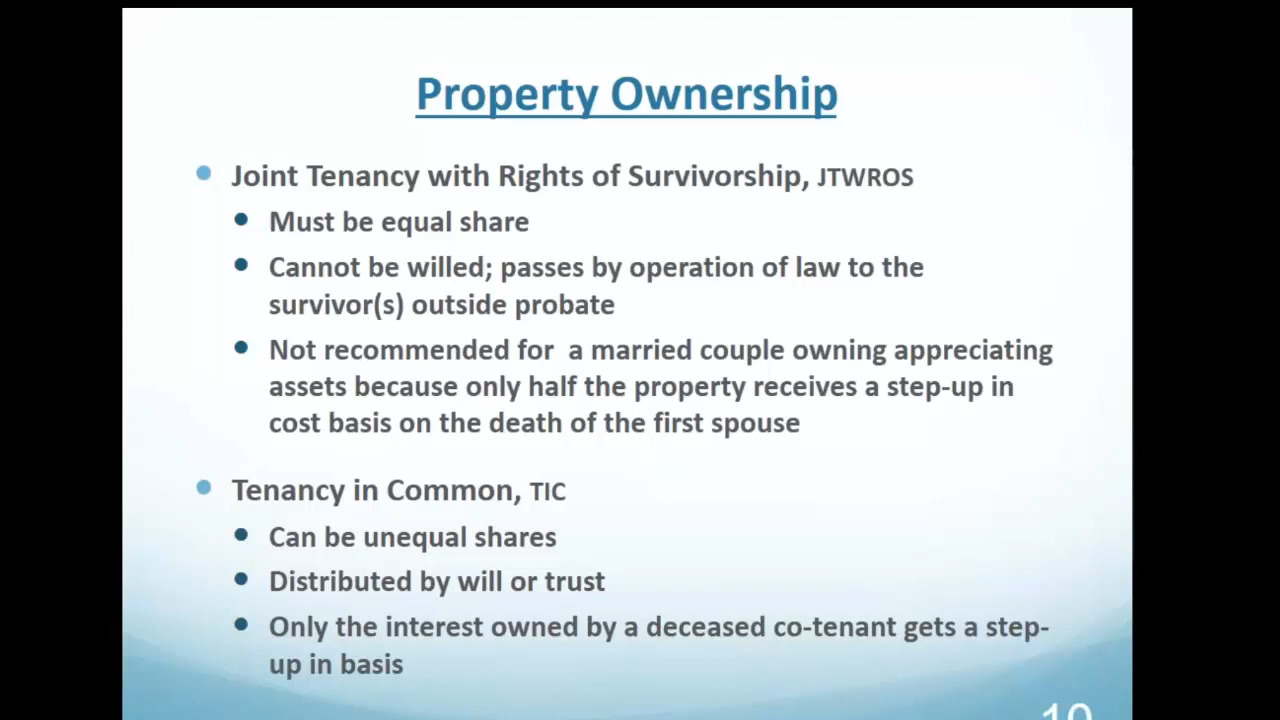 Property Ownership
Joint Tenancy with Rights of Survivorship, JTWROS
Must be equal share
Cannot be willed; passes by operation of law to the
survivor(s) outside probate
Not recommended for  a married couple owning appreciating
assets because only half the property receives a step-up in
cost basis on the death of the first spouse
Tenancy in Common, TIC
Can be unequal shares
Distributed by will or trust
Only the interest owned by a deceased co-tenant gets a step-
up in basis
10